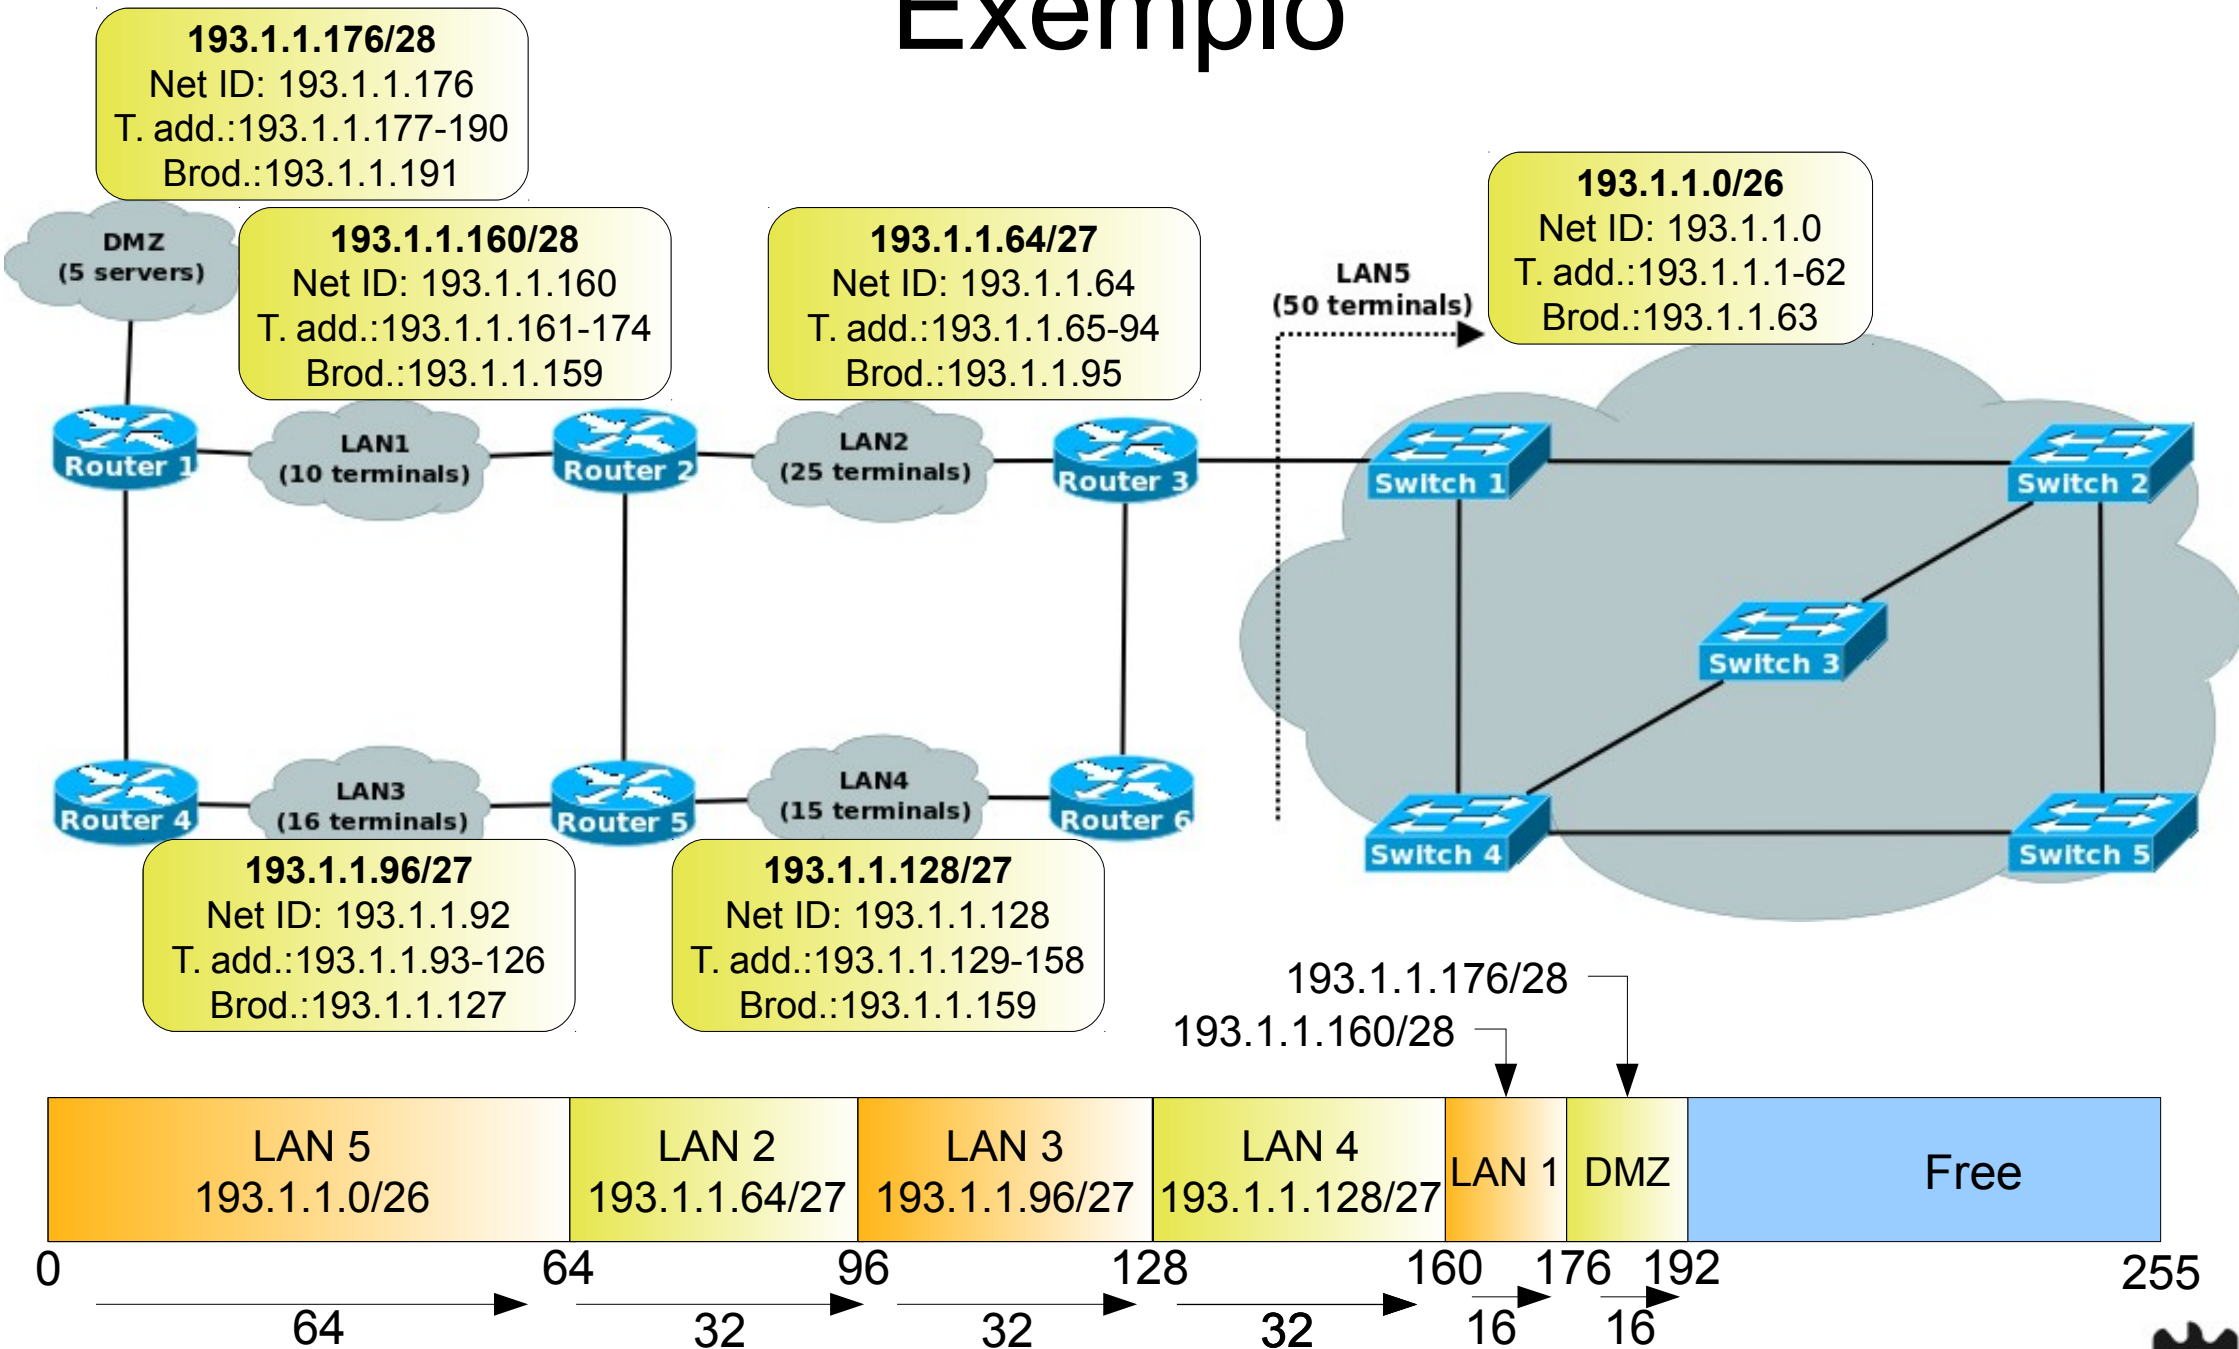 Exemplo
193.1.1.176/28
Net ID: 193.1.1.176
T. add.:193.1.1.177-190
Brod.:193.1.1.191
DMZ
(5 servers)
193.1.1.160/28
Net ID: 193.1.1.160
T. add.:193.1.1.161-174
Brod.:193.1.1.159
193.1.1.64/27
Net ID: 193.1.1.64
T. add.:193.1.1.65-94
Brod.:193.1.1.95
LAN5
(50 terminals)
193.1.1.0/26
Net ID: 193.1.1.0
T. add.:193.1.1.1-62
Brod.:193.1.1.63
Router 1
LAN1
(10 terminals)
Router 2
LAN2
(25 terminals)
Router 3
Switch 1
Switch 2
Switch 3
Router 4
LAN3
(16 terminals)
Router 5
LAN4
(15 terminals)
Router 6
Switch 4
Switch 5
193.1.1.96/27
Net ID: 193.1.1.92
T. add.:193.1.1.93-126
Brod.:193.1.1.127
193.1.1.128/27
Net ID: 193.1.1.128
T. add.:193.1.1.129-158
Brod.:193.1.1.159
193.1.1.176/28
193.1.1.160/28
LAN 5
193.1.1.0/26
LAN 2
193.1.1.64/27
LAN 3
193.1.1.96/27
LAN 4
193.1.1.128/27
LAN 1
DMZ
Free
0 64 96 128 160 176 192 255
64 32 32 32 16 16